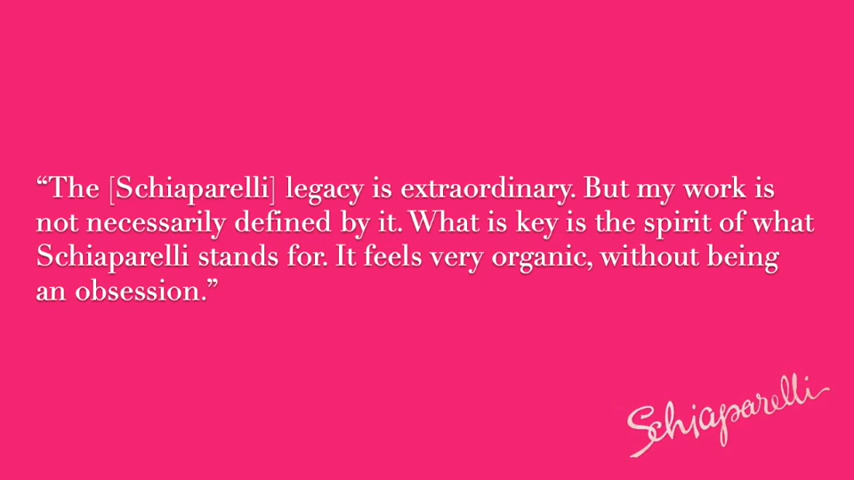 “The [Schiaparelli] legacy is extraordinary. But my work is
not necessarily defined by it. What is key is the spirit of what
Schiaparelli stands for. It feels very organic, without being
an obsession.”
Schiaparelli